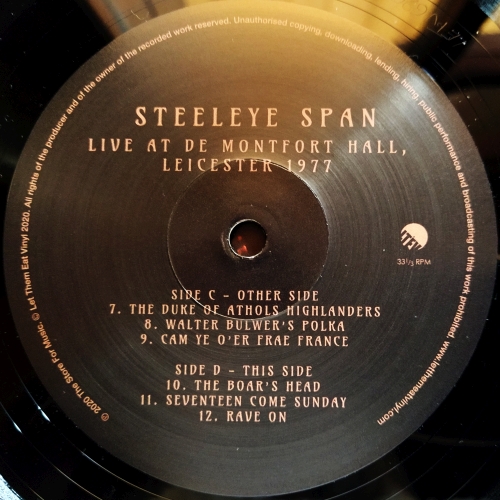 STEELEYE SPAN
LIVE AT DE MONTFORT HALL,
LEICESTER 1977
EMI
33⅓ RPM
SIDE C - OTHER SIDE
7. THE DUKE OF ATHOLS HIGHLANDERS
8. WALTER BULWER'S POLKA
9. CAM YE O'ER FRAE FRANCE
SIDE D - THIS SIDE
10. THE BOAR'S HEAD
11. SEVENTEEN COME SUNDAY
12. RAVE ON
℗ 2020 The Store For Music. © Let Them Eat Vinyl 2020. All rights of the producer and of the owner of the recorded work reserved. Unauthorised copying, downloading, lending, hiring, public performance and broadcasting of this work prohibited. www.letthemeatvinyl.com